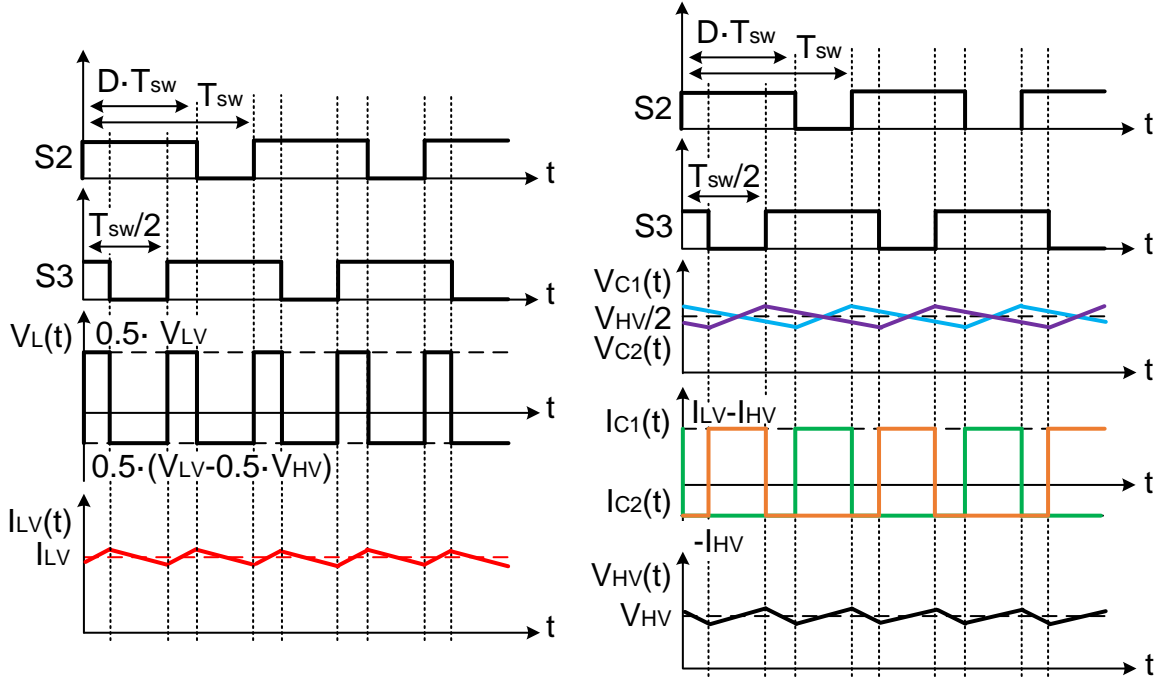 D·Tsw
Tsw
S2
t
Tsw/2
S3
t
VL(t)
0.5· VLV
t
0.5·(VLV-0.5·VHV)
ILV(t)
ILV
t
D·Tsw
Tsw
S2
t
Tsw/2
S3
t
VC1(t)
VHV/2
VC2(t)
t
IC1(t)
ILV-IHV
t
IC2(t)
-IHV
VHV(t)
VHV
t